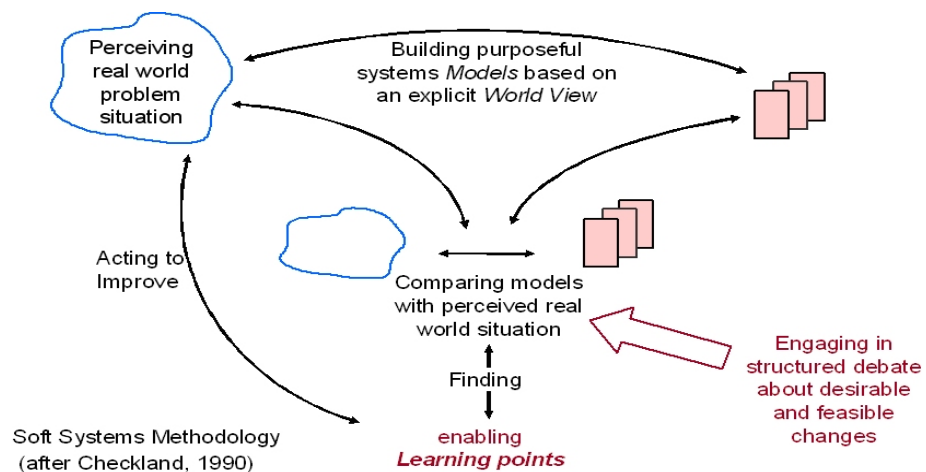 Perceiving
real world
problem
situation
Building purposeful
systems Models based on
an explicit World View
Acting to
Improve
Comparing models
with perceived real
world situation
Finding
enabling
Learning points
Engaging in
structured debate
about desirable
and feasible
changes
Soft Systems Methodology
(after Checkland, 1990)